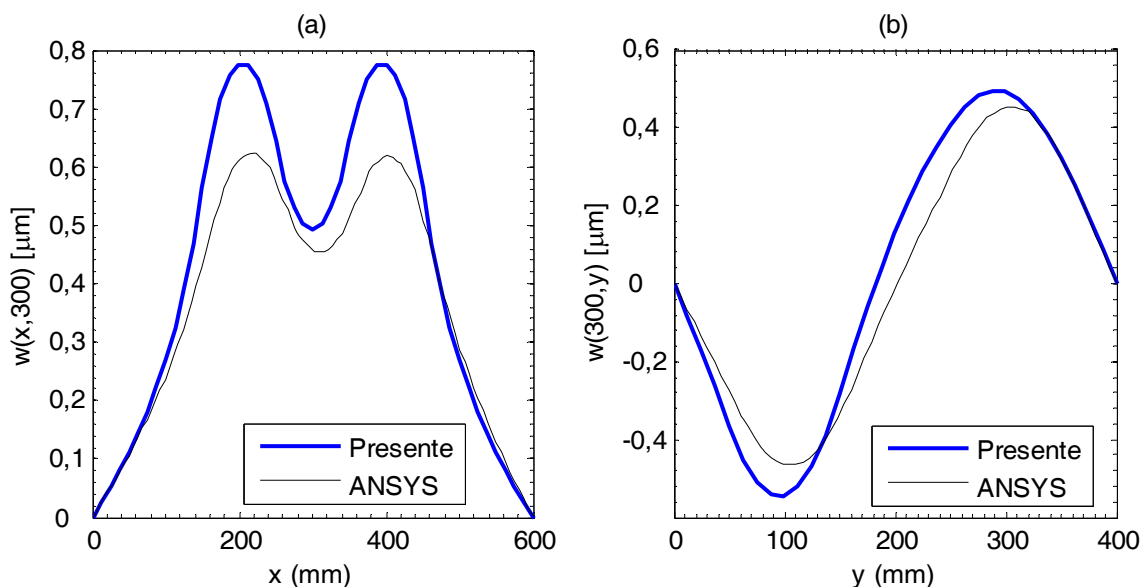 (a)
0,8
0,7
0,6
0,5
0,4
0,3
0,2
0,1
0
w(x,300) [μm]
0
200
400
600
x (mm)
Presente
ANSYS
(b)
0,6
0,4
0,2
0
-0,2
-0,4
w(300,y) [μm]
0
100
200
300
400
y (mm)
Presente
ANSYS